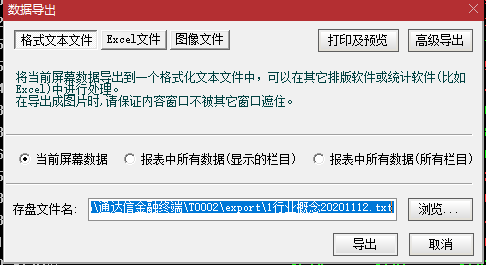 数据导出
格式文本文件 Excel文件 图像文件 打印及预览 高级导出
将当前屏幕数据导出到一个格式化文本文件中，可以在其它排版软件或统计软件(比如
Excel)中进行处理。
在导出成图片时,请保证内容窗口不被其它窗口遮住。
当前屏幕数据 报表中所有数据(显示的栏目) 报表中所有数据(所有栏目)
存盘文件名: \通达信金融终端\T0002\export\1行业概念20201112.txt 浏览...
导出 取消